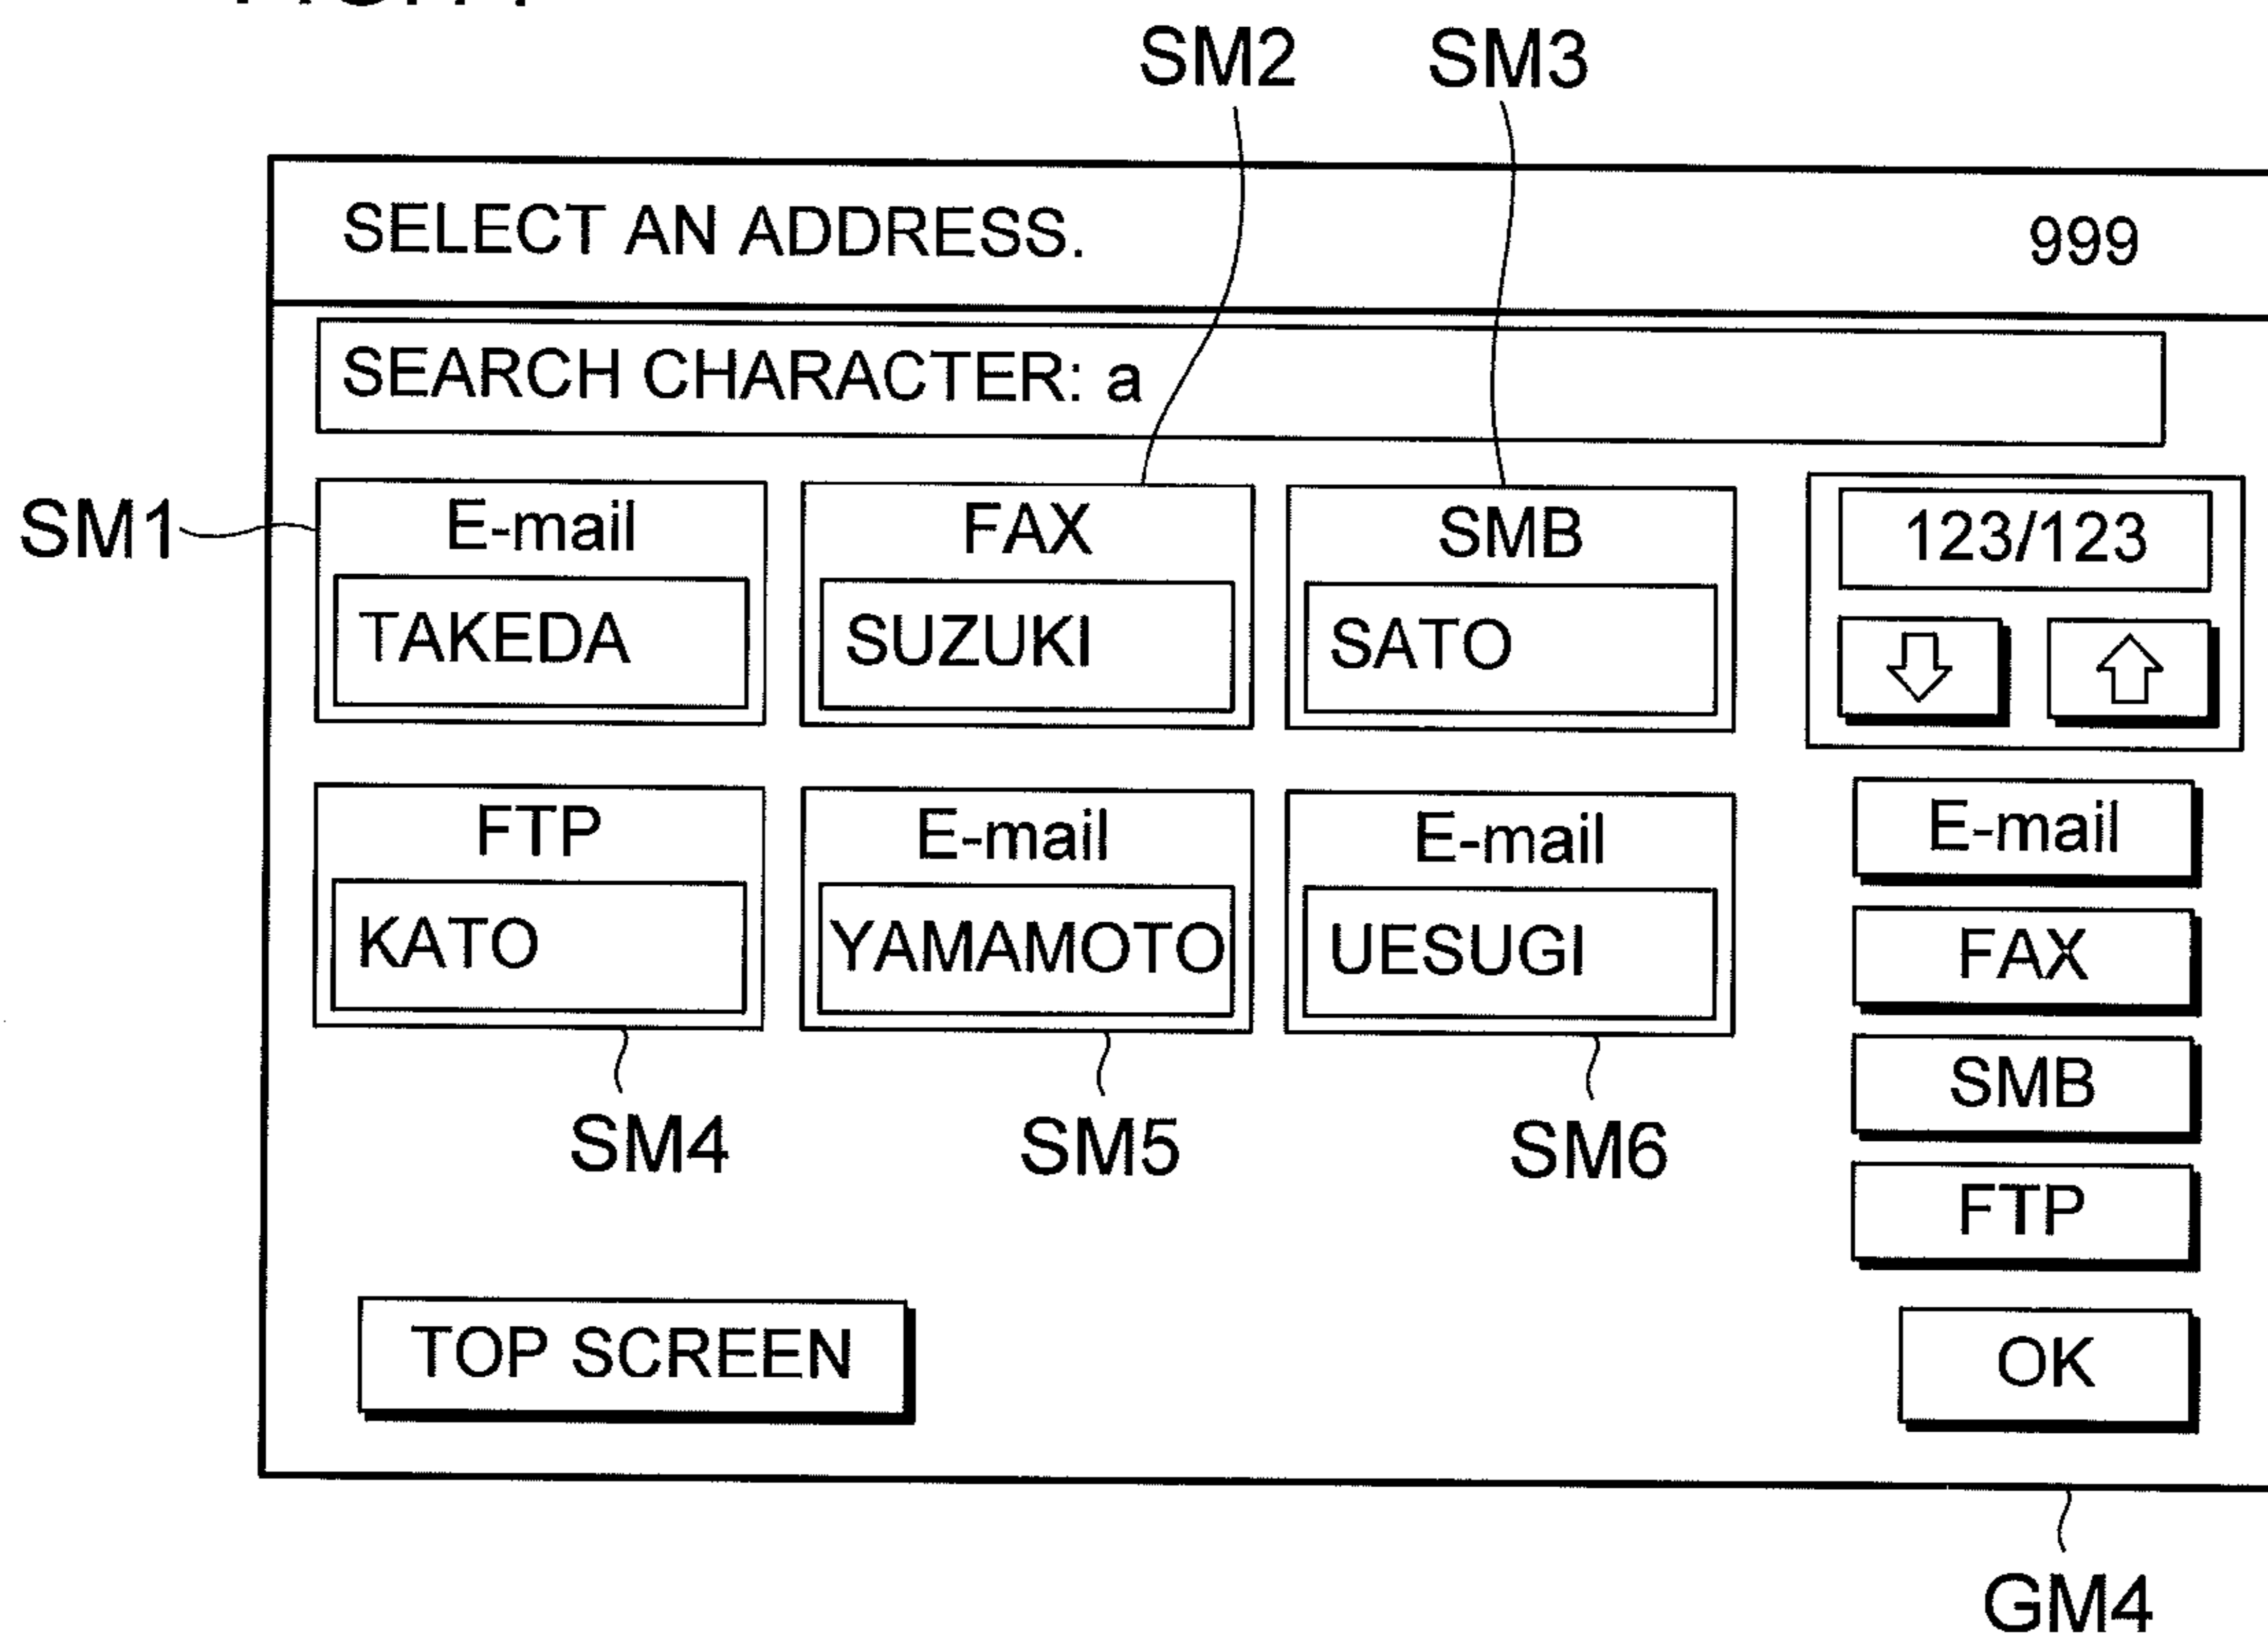 SM2 SM3
SELECT AN ADDRESS. 999
SEARCH CHARACTER: a
SM1
E-mail FAX SMB 123/123
TAKEDA SUZUKI SATO
FTP E-mail E-mail E-mail
KATO YAMAMOTO UESUGI FAX
SMB
SM4 SM5 SM6
FTP
TOP SCREEN OK
GM4